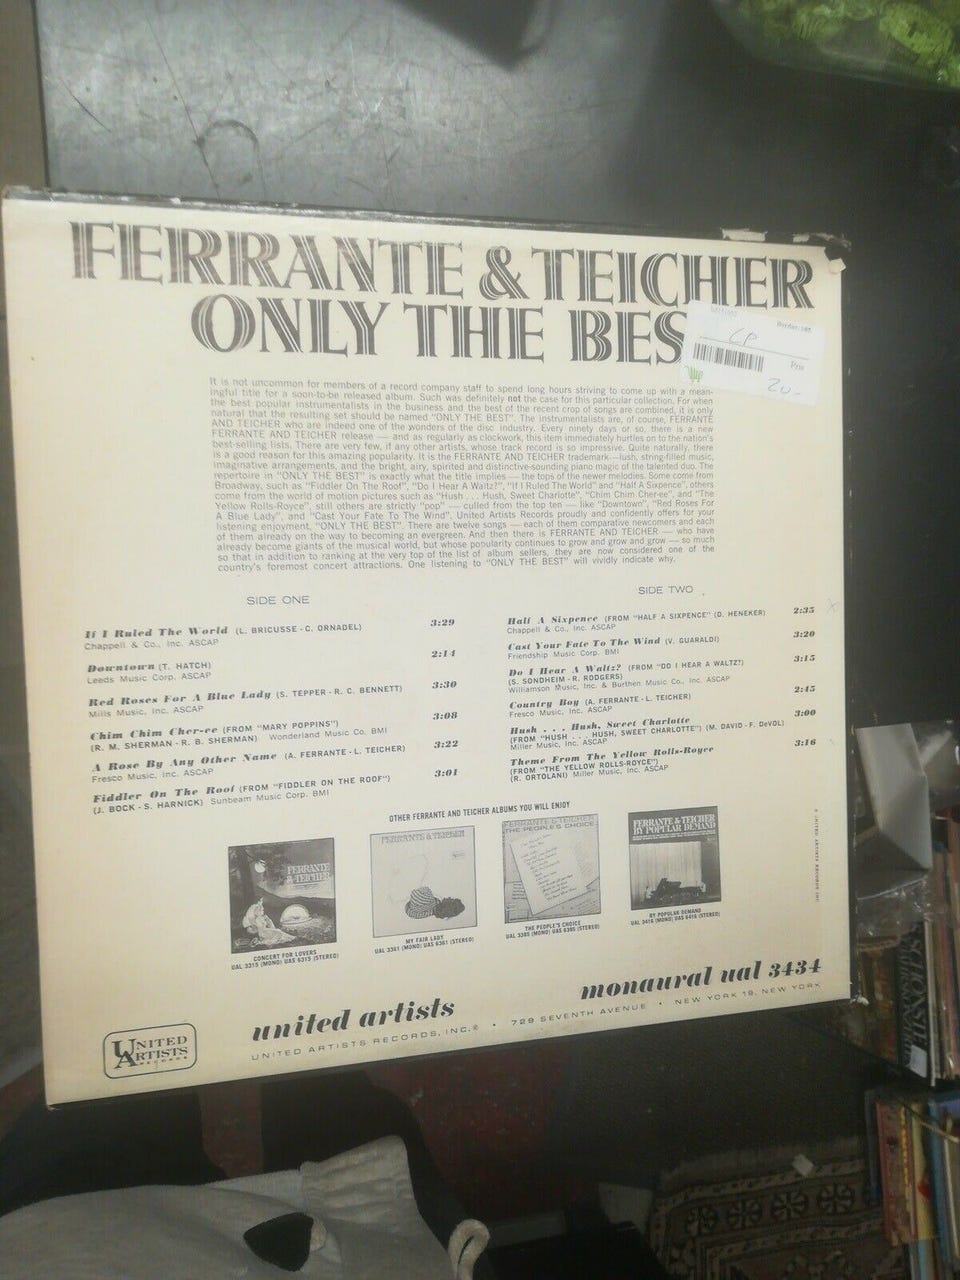 FERRANTE & TEICHER
ONLY THE BES
LP
Pris
20.-
It is not uncommon for members of a record company staff to spend long hours striving to come up with a mean-
ingful title for a soon-to-be released album. Such was definitely not the case for this particular collection. For when
the best popular instrumentalists in the business and the best of the recent crop of songs are combined, it is only
natural that the resulting set should be named "ONLY THE BEST". The instrumentalists are, of course, FERRANTE
AND TEICHER who are indeed one of the wonders of the disc industry. Every ninety days or so, there is a new
FERRANTE AND TEICHER release — and as regularly as clockwork, this item immediately hurtles on to the nation's
best-selling lists. There are very few, if any other artists, whose track record is so impressive. Quite naturally, there
is a good reason for this amazing popularity. It is the FERRANTE AND TEICHER trademark—lush, string-filled music,
imaginative arrangements, and the bright, airy, spirited and distinctive-sounding piano magic of the talented duo. The
repertoire in "ONLY THE BEST" is exactly what the title implies — the tops of the newer melodies. Some come from
Broadway, such as "Fiddler On The Roof", "Do I Hear A Waltz?", "If I Ruled The World" and "Half A Sixpence", others
come from the world of motion pictures such as "Hush . . . Hush, Sweet Charlotte", "Chim Chim Cher-ee", and "The
Yellow Rolls-Royce", still others are strictly "pop" — culled from the top ten — like "Downtown", "Red Roses For
A Blue Lady", and "Cast Your Fate To The Wind". United Artists Records proudly and confidently offers for your
listening enjoyment, "ONLY THE BEST". There are twelve songs — each of them comparative newcomers and each
of them already on the way to becoming an evergreen. And then there is FERRANTE AND TEICHER — who have
already become giants of the musical world, but whose popularity continues to grow and grow and grow — so much
so that in addition to ranking at the very top of the list of album sellers, they are now considered one of the
country's foremost concert attractions. One listening to "ONLY THE BEST" will vividly indicate why.
SIDE ONE
If I Ruled The World (L. BRICUSSE - C. ORNADEL) 3:29
Chappell & Co., Inc. ASCAP
Downtown (T. HATCH) 2:14
Leeds Music Corp. ASCAP
Red Roses For A Blue Lady (S. TEPPER - R. C. BENNETT) 3:30
Mills Music, Inc. ASCAP
Chim Chim Cher-ee (FROM "MARY POPPINS") 3:08
(R. M. SHERMAN - R. B. SHERMAN) Wonderland Music Co. BMI
A Rose By Any Other Name (A. FERRANTE - L. TEICHER) 3:22
Fresco Music, Inc. ASCAP
Fiddler On The Roof (FROM "FIDDLER ON THE ROOF") 3:01
(J. BOCK - S. HARNICK) Sunbeam Music Corp. BMI
SIDE TWO
Half A Sixpence (FROM "HALF A SIXPENCE" (D. HENEKER) 2:35
Chappell & Co., Inc. ASCAP
Cast Your Fate To The Wind (V. GUARALDI) 3:20
Friendship Music Corp. BMI
Do I Hear A Waltz? (FROM "DO I HEAR A WALTZ?) 3:15
(S. SONDHEIM - R. RODGERS)
Williamson Music, Inc. & Burthen Music Co., Inc. ASCAP
Country Boy (A. FERRANTE - L. TEICHER) 2:45
Fresco Music, Inc. ASCAP
Hush . . . Hush, Sweet Charlotte 3:00
(FROM "HUSH . . . HUSH, SWEET CHARLOTTE") (M. DAVID - F. DeVOL)
Miller Music, Inc. ASCAP
Theme From The Yellow Rolls-Royce 3:16
(FROM "THE YELLOW ROLLS-ROYCE")
(R. ORTOLANI) Miller Music, Inc. ASCAP
OTHER FERRANTE AND TEICHER ALBUMS YOU WILL ENJOY
FERRANTE
& TEICHER
FERRANTE & TEICHER
FERRANTE & TEICHER
THE PEOPLE'S CHOICE
FERRANTE & TEICHER
BY POPULAR DEMAND
CONCERT FOR LOVERS
UAL 3315 (MONO) UAS 6315 (STEREO)
MY FAIR LADY
UAL 3361 (MONO) UAS 6361 (STEREO)
THE PEOPLE'S CHOICE
UAL 3385 (MONO) UAS 6385 (STEREO)
BY POPULAR DEMAND
UAL 3416 (MONO) UAS 6416 (STEREO)
UNITED
ARTISTS
RECORDS
united artists
monaural ual 3434
UNITED ARTISTS RECORDS, INC.® • 729 SEVENTH AVENUE • NEW YORK 19, NEW YORK